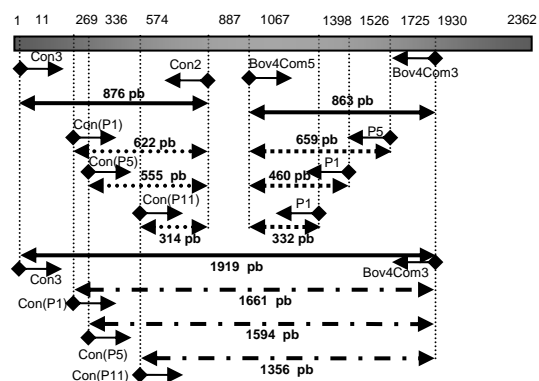 1 11 269 336 574 887 1067 1398 1526 1725 1930 2362
Con3 Con2 Bov4Com5 Bov4Com3
876 pb 863 pb
Con(P1) P5
622 pb 659 pb
Con(P5) P1
555 pb 460 pb
Con(P11) P1
314 pb 332 pb
1919 pb
Con3 Bov4Com3
1661 pb
Con(P1)
1594 pb
Con(P5)
1356 pb
Con(P11)